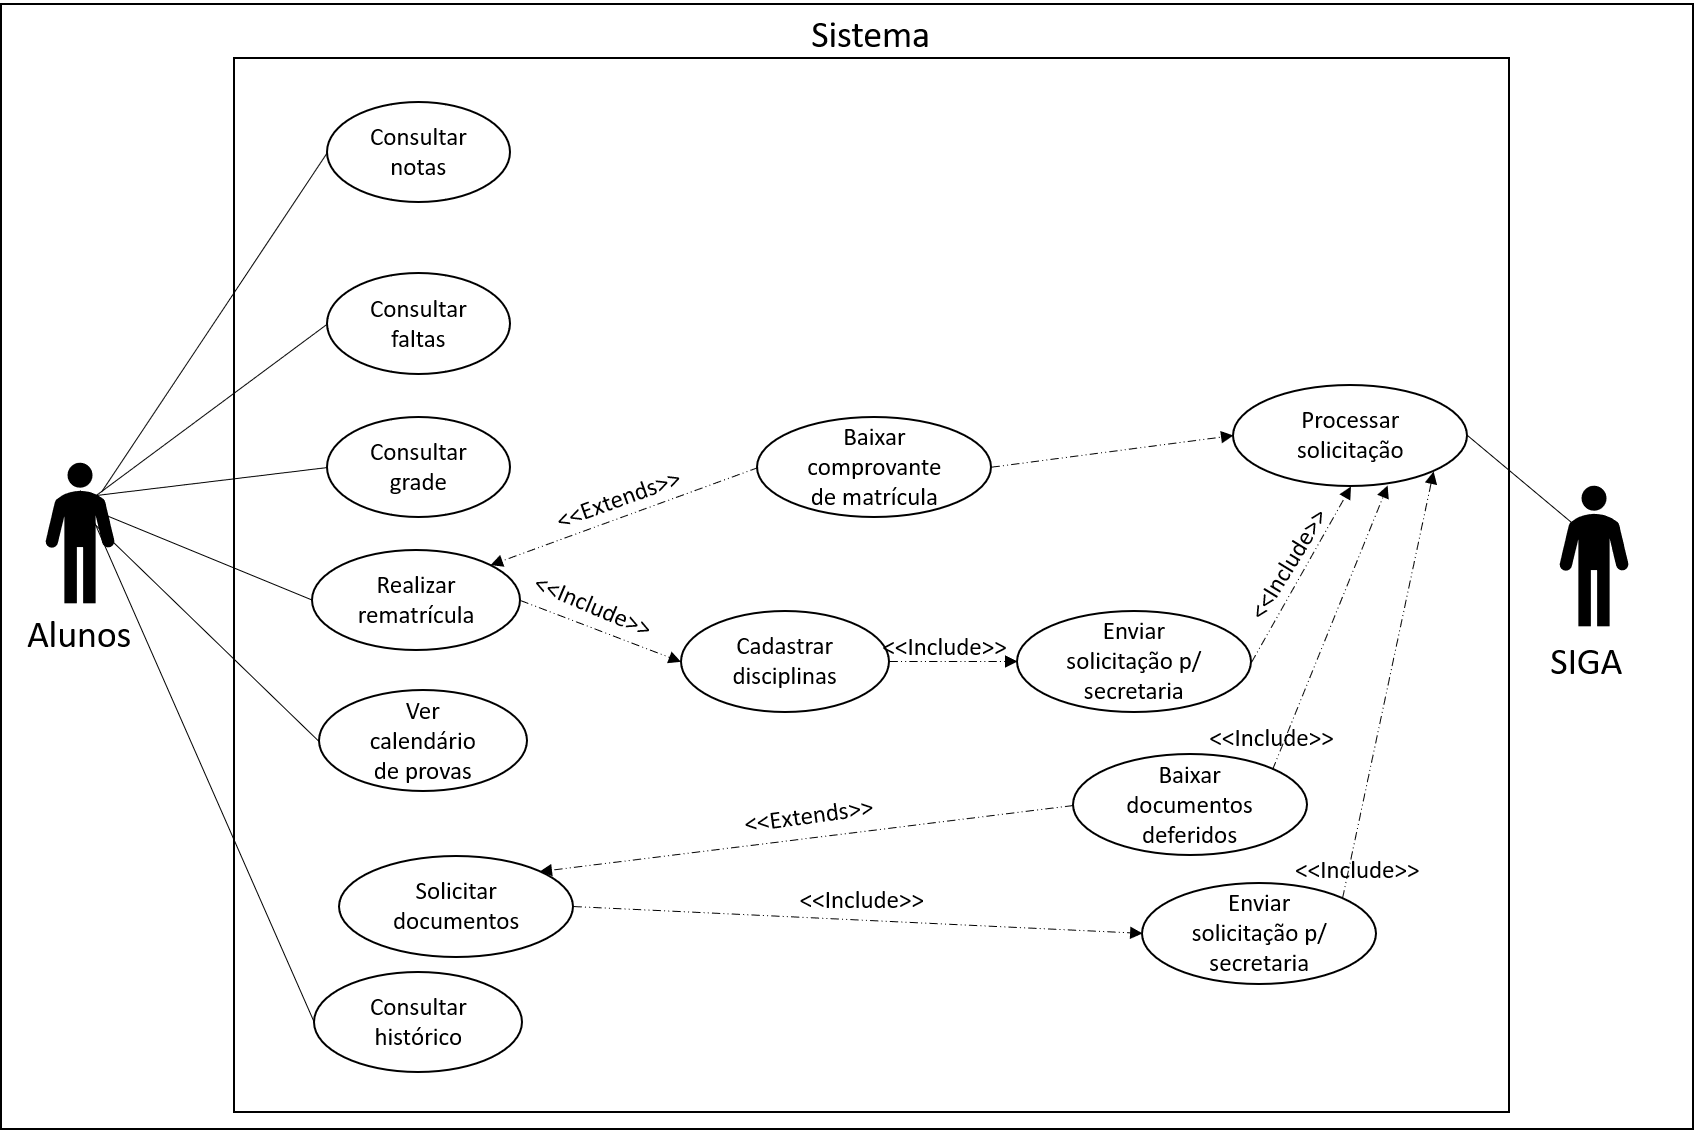 Sistema
Consultar
notas
Consultar
faltas
Consultar
grade
Baixar
comprovante
de matrícula
Processar
solicitação
<<Extends>>
<<Include>>
Realizar
rematrícula
<<Include>>
Alunos
Cadastrar
disciplinas
<<Include>>
Enviar
solicitação p/
secretaria
SIGA
Ver
calendário
de provas
<<Include>>
Baixar
documentos
deferidos
<<Extends>>
<<Include>>
Solicitar
documentos
<<Include>>
Enviar
solicitação p/
secretaria
Consultar
histórico